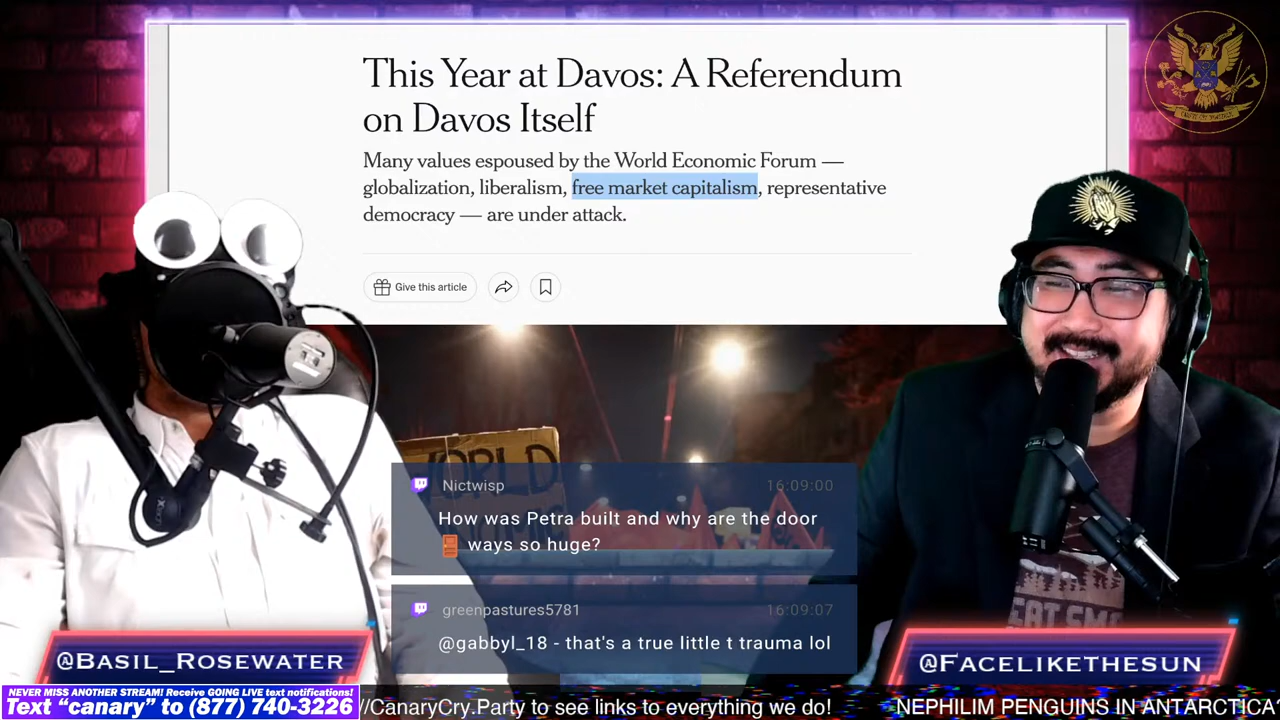 This Year at Davos: A Referendum
on Davos Itself
Many values espoused by the World Economic Forum —
globalization, liberalism, free market capitalism, representative
democracy — are under attack.
Give this article
WORLD
Nictwisp
16:09:00
How was Petra built and why are the door
🚪 ways so huge?
greenpastures5781
16:09:07
@gabbyl_18 - that's a true little t trauma lol
@BASIL_ROSEWATER
@FACELIKETHESUN
NEVER MISS ANOTHER STREAM! Receive GOING LIVE text notifications!
Text “canary” to (877) 740-3226
//CanaryCry.Party to see links to everything we do!
NEPHILIM PENGUINS IN ANTARCTICA